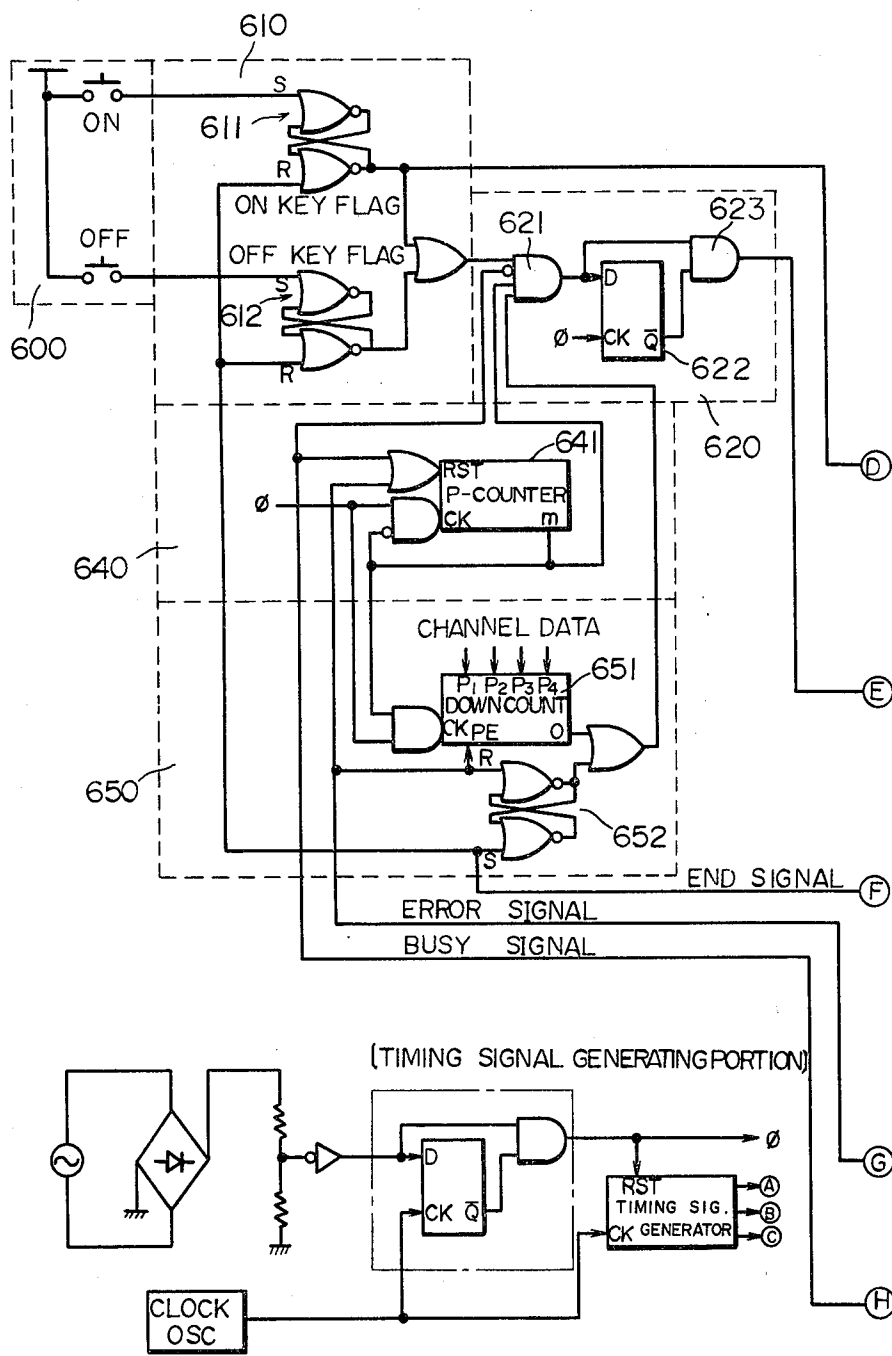 610
S
ON
611
R
ON KEY FLAG
621
623
OFF
OFF KEY FLAG
S
612
D
Ø
CK Q̄
622
600
R
620
641
D
RST
P-COUNTER
CK m
Ø
640
CHANNEL DATA
P1 P2 P3 P4
651
DOWN COUNT
CK PE O
E
R
650
652
S
END SIGNAL
F
ERROR SIGNAL
BUSY SIGNAL
(TIMING SIGNAL GENERATING PORTION)
D
CK Q̄
Ø
G
RST
TIMING SIG.
CK GENERATOR
A
B
C
H
CLOCK
OSC